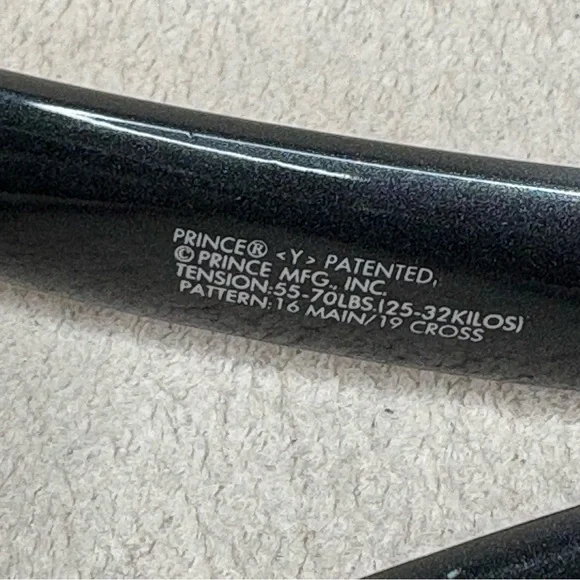 PRINCE® <Y> PATENTED,
© PRINCE MFG., INC.
TENSION:55-70LBS.(25-32KILOS)
PATTERN:16 MAIN/19 CROSS